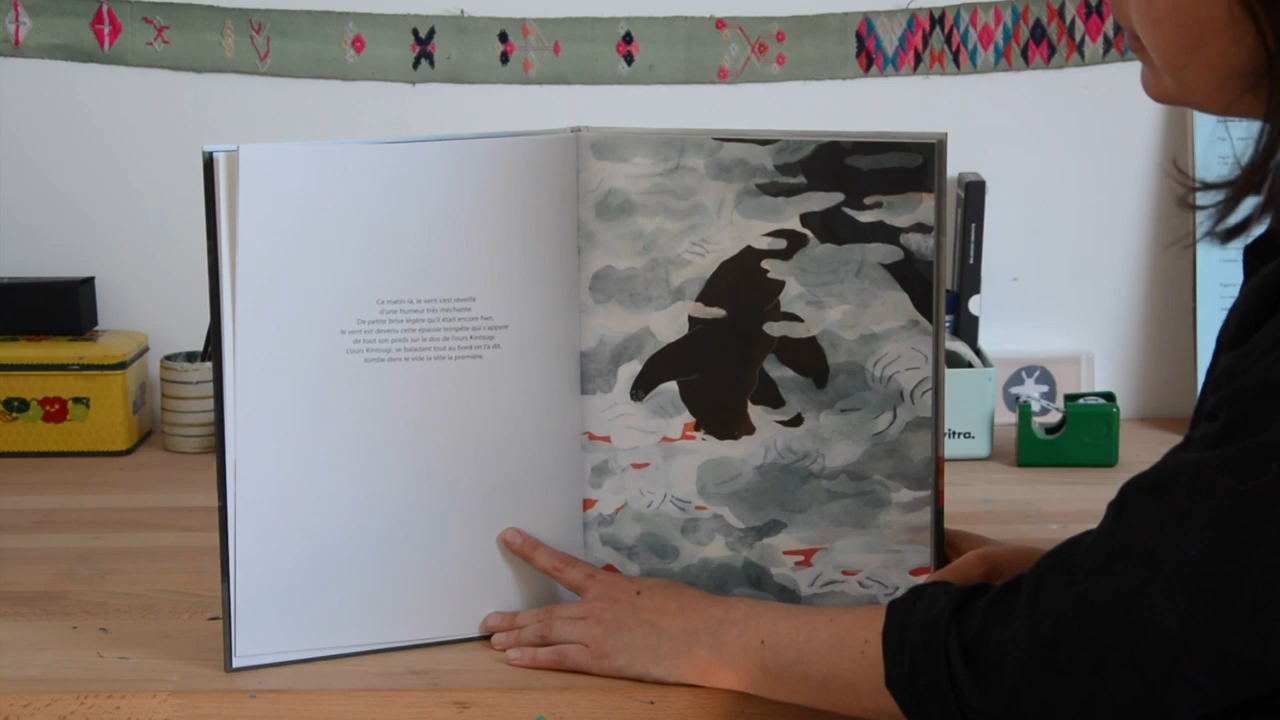 Ce matin-là, le vent s'est réveillé
d'une humeur très méchante.
De petite brise légère qu'il était encore hier,
le vent est devenu cette épaisse tempête qui s'appuie
de tout son poids sur le dos de l'ours Kintsugi.
L'ours Kintsugi, se baladant tout au bord on l'a dit,
tombe dans le vide la tête la première.
vitra.